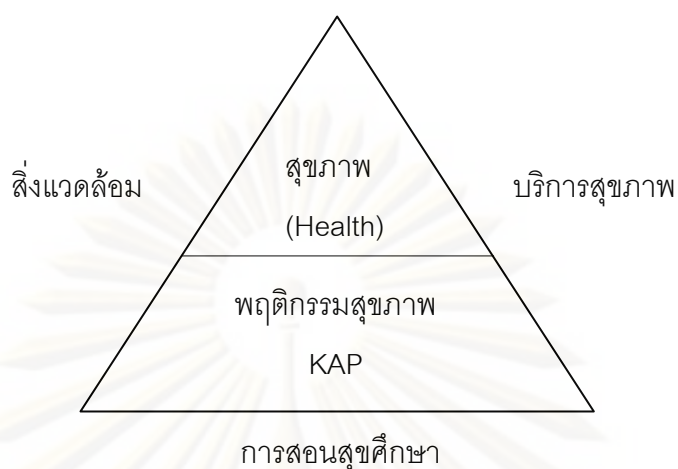 สุขภาพ
สิ่งแวดล้อม
บริการสุขภาพ
(Health)
พฤติกรรมสุขภาพ
KAP
การสอนสุขศึกษา